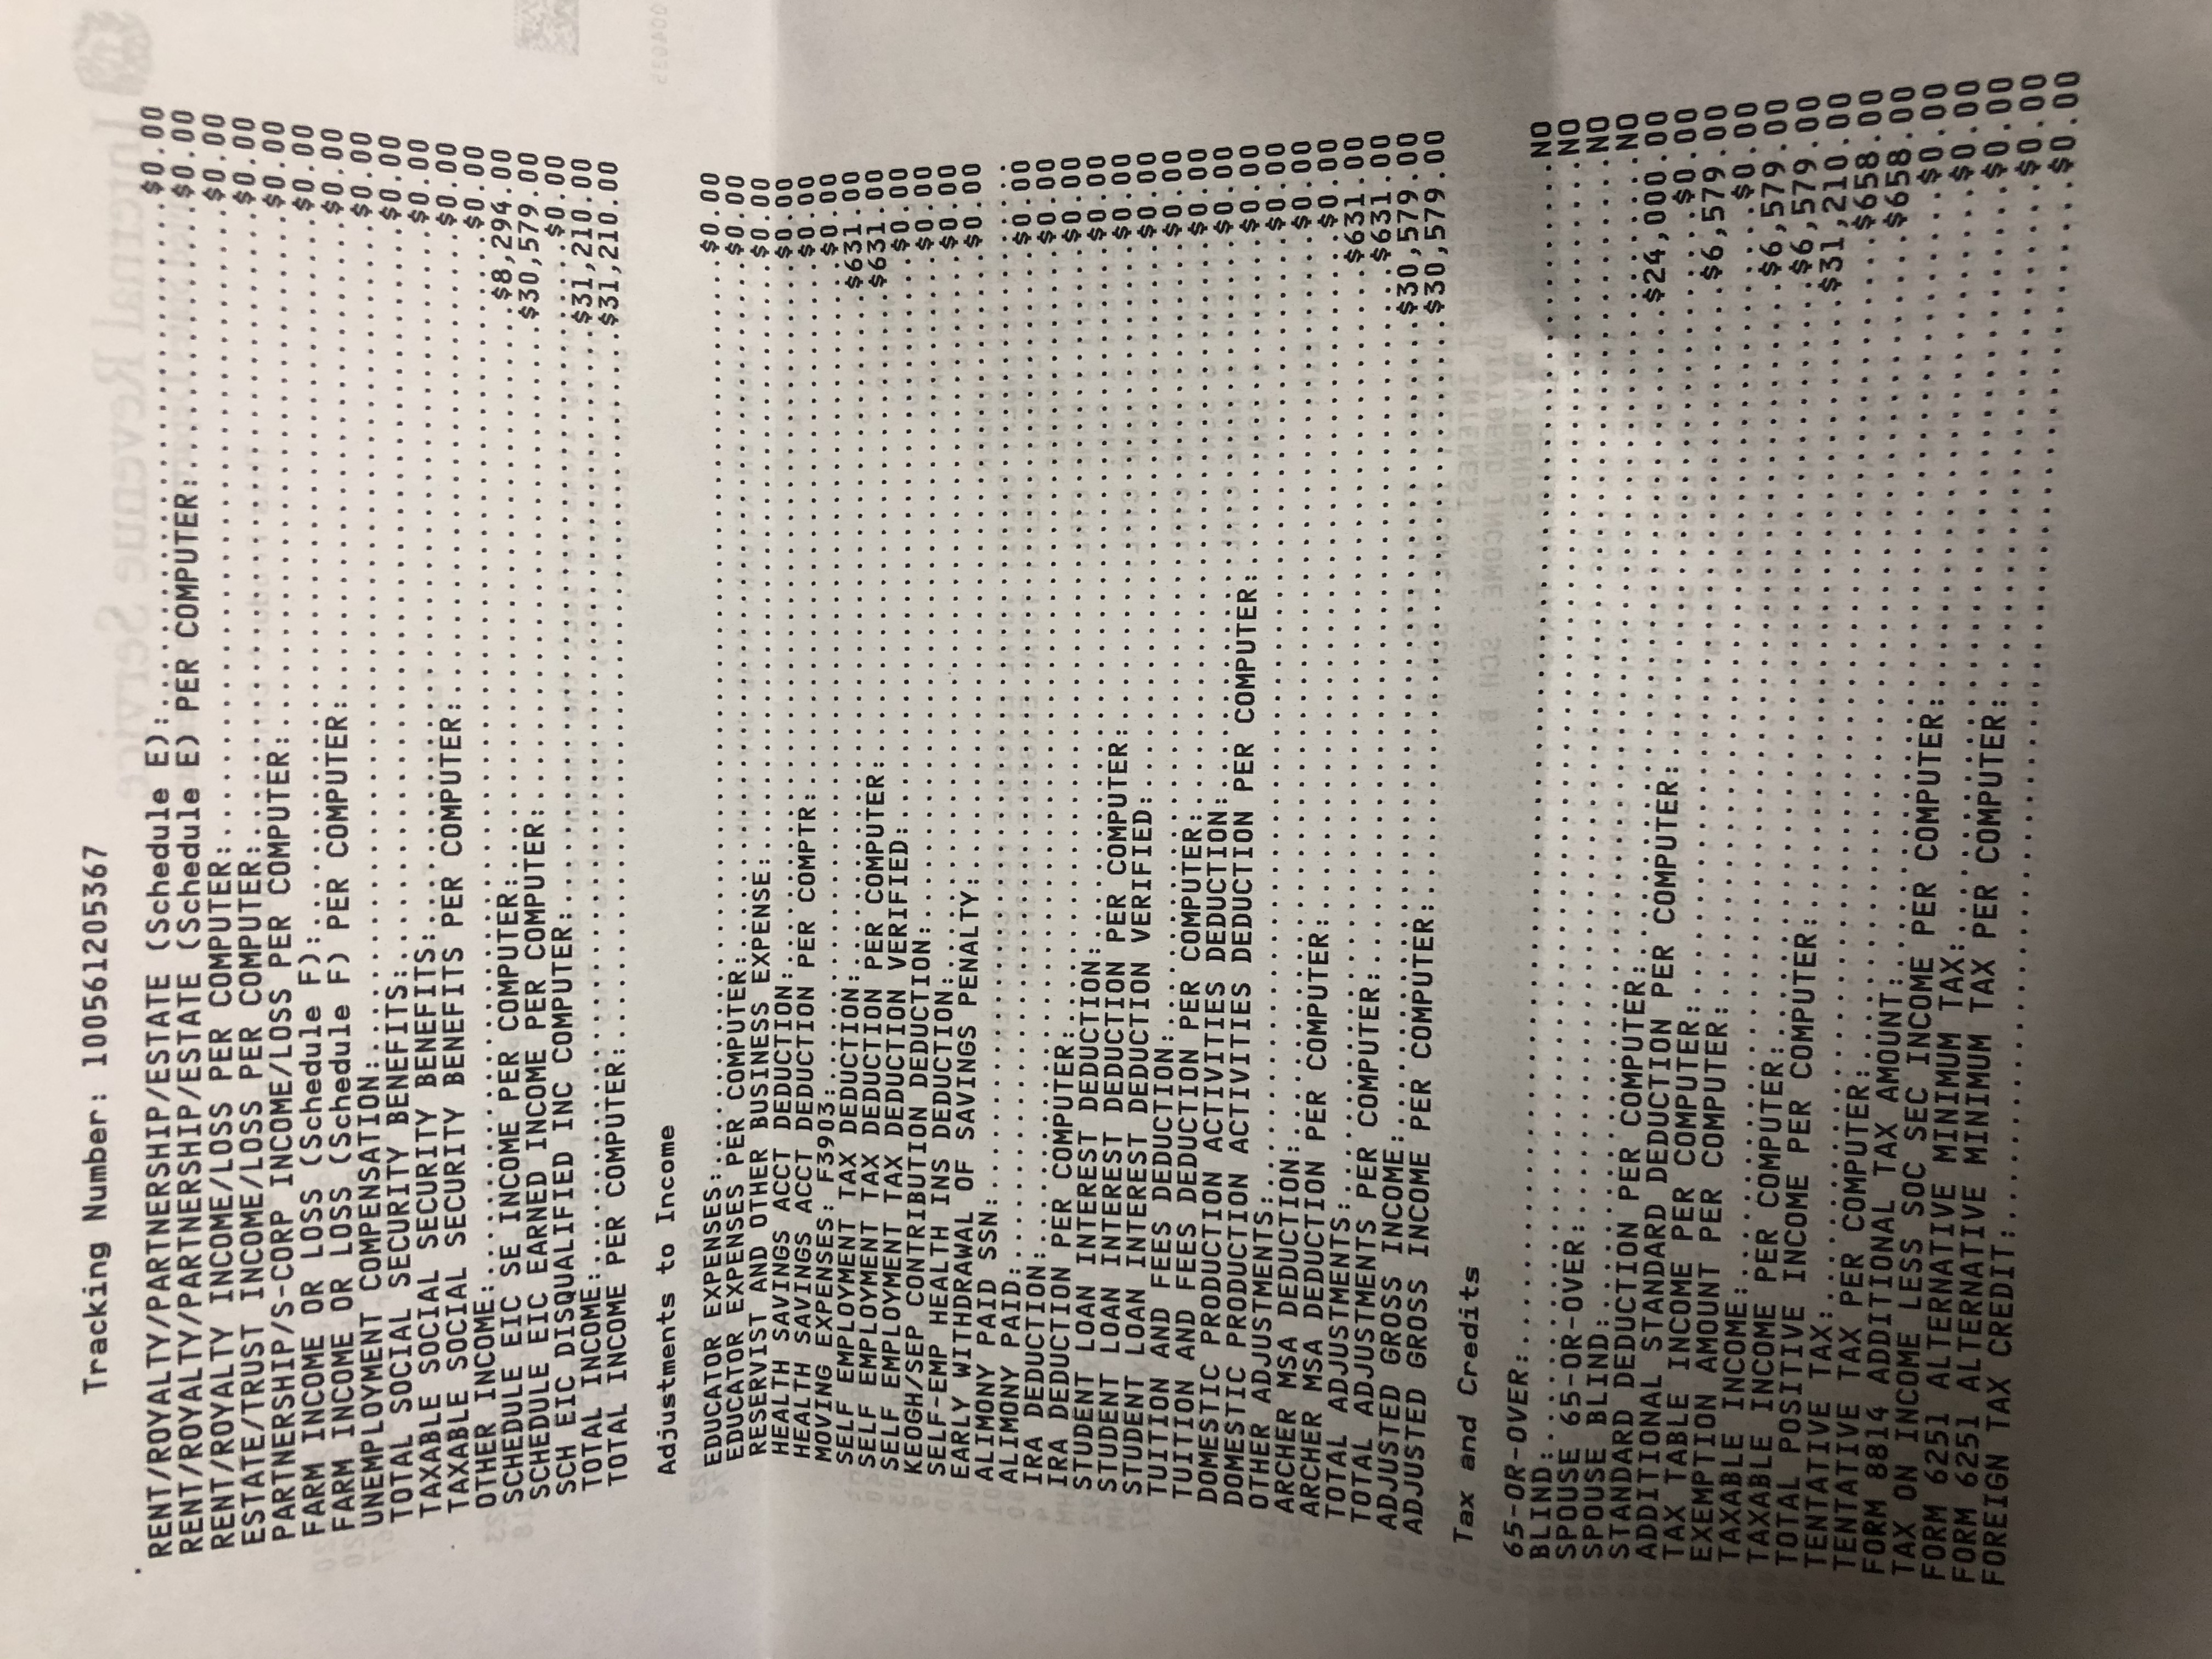 Tracking Number: 100561205367
Internal Revenue Service
RENT/ROYALTY/PARTNERSHIP/ESTATE (Schedule E):..............................$0.00
RENT/ROYALTY/PARTNERSHIP/ESTATE (Schedule E) PER COMPUTER:................$0.00
RENT/ROYALTY INCOME/LOSS PER COMPUTER:.....................................$0.00
ESTATE/TRUST INCOME/LOSS PER COMPUTER:.....................................$0.00
PARTNERSHIP/S-CORP INCOME/LOSS PER COMPUTER:...............................$0.00
FARM INCOME OR LOSS (Schedule F):..........................................$0.00
FARM INCOME OR LOSS (Schedule F) PER COMPUTER:.............................$0.00
UNEMPLOYMENT COMPENSATION:.................................................$0.00
TOTAL SOCIAL SECURITY BENEFITS:............................................$0.00
TAXABLE SOCIAL SECURITY BENEFITS:..........................................$0.00
TAXABLE SOCIAL SECURITY BENEFITS PER COMPUTER:.............................$0.00
OTHER INCOME:..............................................................$0.00
SCHEDULE EIC SE INCOME PER COMPUTER:...................................$8,294.00
SCHEDULE EIC EARNED INCOME PER COMPUTER:..............................$30,579.00
SCH EIC DISQUALIFIED INC COMPUTER:.........................................$0.00
TOTAL INCOME:.........................................................$31,210.00
TOTAL INCOME PER COMPUTER:............................................$31,210.00
Adjustments to Income
EDUCATOR EXPENSES:.........................................................$0.00
EDUCATOR EXPENSES PER COMPUTER:............................................$0.00
RESERVIST AND OTHER BUSINESS EXPENSE:......................................$0.00
HEALTH SAVINGS ACCT DEDUCTION:.............................................$0.00
HEALTH SAVINGS ACCT DEDUCTION PER COMPTR:..................................$0.00
MOVING EXPENSES: F3903:....................................................$0.00
SELF EMPLOYMENT TAX DEDUCTION:...........................................$631.00
SELF EMPLOYMENT TAX DEDUCTION PER COMPUTER:..............................$631.00
SELF EMPLOYMENT TAX DEDUCTION VERIFIED:....................................$0.00
KEOGH/SEP CONTRIBUTION DEDUCTION:..........................................$0.00
SELF-EMP HEALTH INS DEDUCTION:.............................................$0.00
EARLY WITHDRAWAL OF SAVINGS PENALTY:.......................................$0.00
ALIMONY PAID SSN:...............................................................
ALIMONY PAID:..............................................................$0.00
IRA DEDUCTION:.............................................................$0.00
IRA DEDUCTION PER COMPUTER:................................................$0.00
STUDENT LOAN INTEREST DEDUCTION:...........................................$0.00
STUDENT LOAN INTEREST DEDUCTION PER COMPUTER:..............................$0.00
STUDENT LOAN INTEREST DEDUCTION VERIFIED:..................................$0.00
TUITION AND FEES DEDUCTION:................................................$0.00
TUITION AND FEES DEDUCTION PER COMPUTER:...................................$0.00
DOMESTIC PRODUCTION ACTIVITIES DEDUCTION:..................................$0.00
DOMESTIC PRODUCTION ACTIVITIES DEDUCTION PER COMPUTER:.....................$0.00
OTHER ADJUSTMENTS:.........................................................$0.00
ARCHER MSA DEDUCTION:......................................................$0.00
ARCHER MSA DEDUCTION PER COMPUTER:.........................................$0.00
TOTAL ADJUSTMENTS:.......................................................$631.00
TOTAL ADJUSTMENTS PER COMPUTER:..........................................$631.00
ADJUSTED GROSS INCOME:................................................$30,579.00
ADJUSTED GROSS INCOME PER COMPUTER:...................................$30,579.00
Tax and Credits
65-OR-OVER:...................................................................NO
BLIND:........................................................................NO
SPOUSE 65-OR-OVER:............................................................NO
SPOUSE BLIND:.................................................................NO
STANDARD DEDUCTION PER COMPUTER:......................................$24,000.00
ADDITIONAL STANDARD DEDUCTION PER COMPUTER:................................$0.00
TAX TABLE INCOME PER COMPUTER:.........................................$6,579.00
EXEMPTION AMOUNT PER COMPUTER:.............................................$0.00
TAXABLE INCOME:........................................................$6,579.00
TAXABLE INCOME PER COMPUTER:...........................................$6,579.00
TOTAL POSITIVE INCOME PER COMPUTER:...................................$31,210.00
TENTATIVE TAX:...........................................................$658.00
TENTATIVE TAX PER COMPUTER:..............................................$658.00
FORM 8814 ADDITIONAL TAX AMOUNT:...........................................$0.00
TAX ON INCOME LESS SOC SEC INCOME PER COMPUTER:............................$0.00
FORM 6251 ALTERNATIVE MINIMUM TAX:.........................................$0.00
FORM 6251 ALTERNATIVE MINIMUM TAX PER COMPUTER:............................$0.00
FOREIGN TAX CREDIT:........................................................$0.00